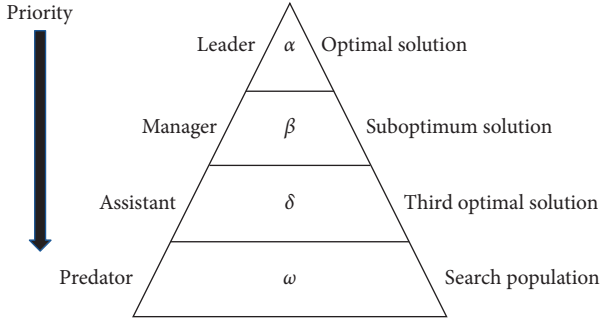 Priority
Leader α Optimal solution
Manager β Suboptimum solution
Assistant δ Third optimal solution
Predator ω Search population